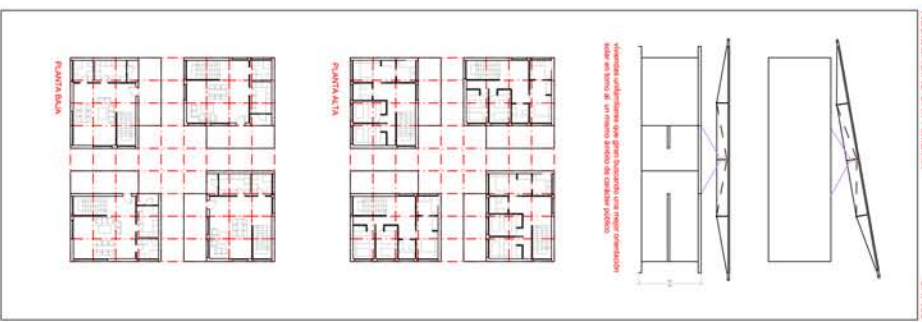 PLANTA BAJA
PLANTA ALTA
viviendas unifamiliares que giran buscando una mejor orientación
solar en torno al un mismo ámbito de carácter público